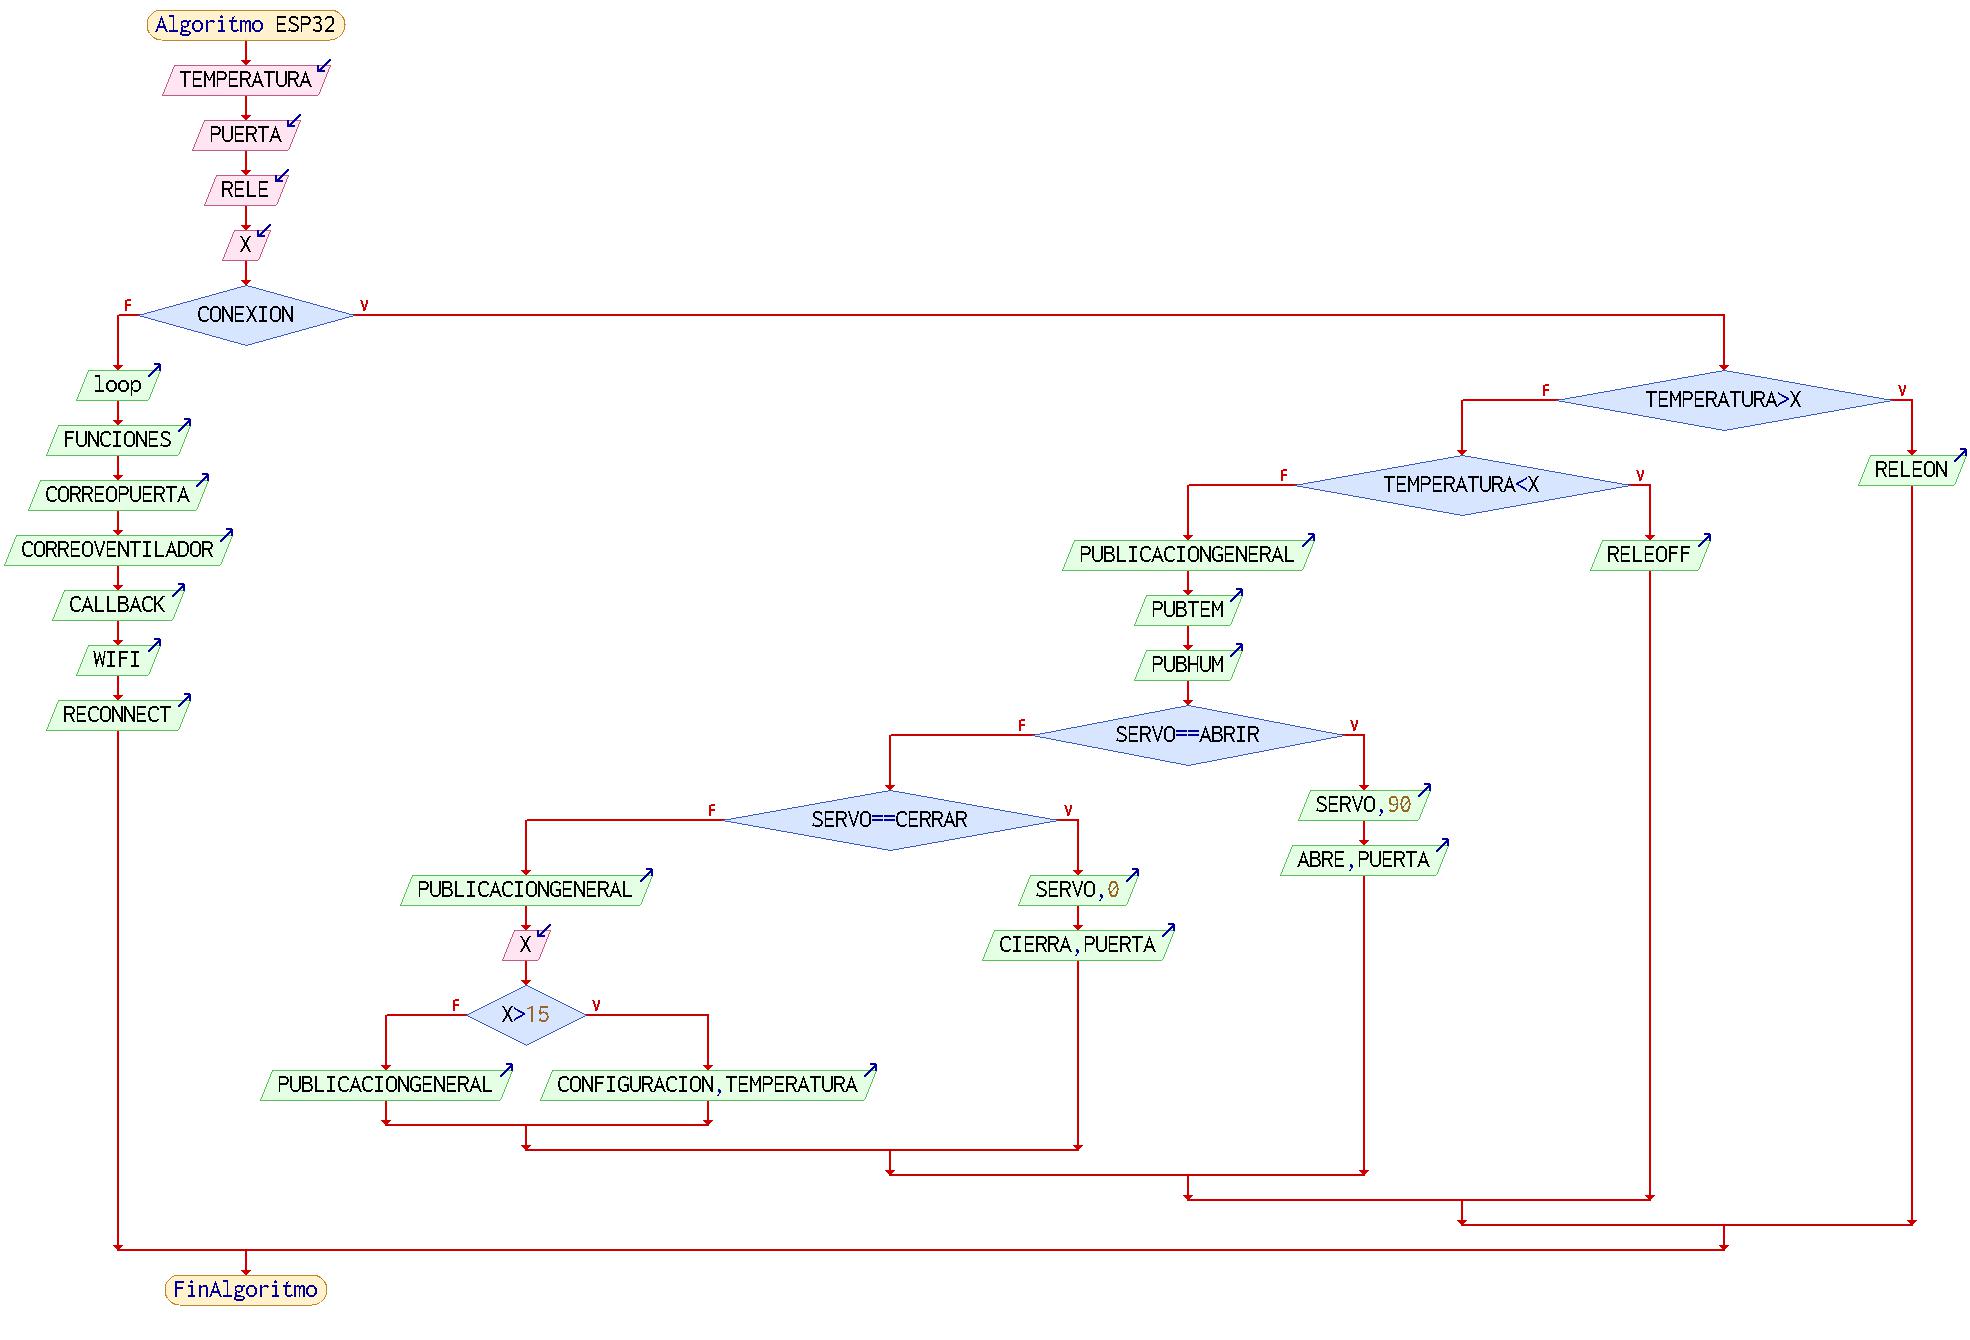 Algoritmo ESP32
TEMPERATURA
PUERTA
RELE
X
CONEXION
F
V
loop
FUNCIONES
CORREOPUERTA
CORREOVENTILADOR
CALLBACK
WIFI
RECONNECT
TEMPERATURA>X
F
V
RELEON
TEMPERATURA<X
F
V
RELEOFF
PUBLICACIONGENERAL
PUBTEM
PUBHUM
SERVO==ABRIR
F
V
SERVO,90
ABRE,PUERTA
SERVO==CERRAR
F
V
SERVO,0
CIERRA,PUERTA
PUBLICACIONGENERAL
X
X>15
F
V
PUBLICACIONGENERAL
CONFIGURACION,TEMPERATURA
FinAlgoritmo